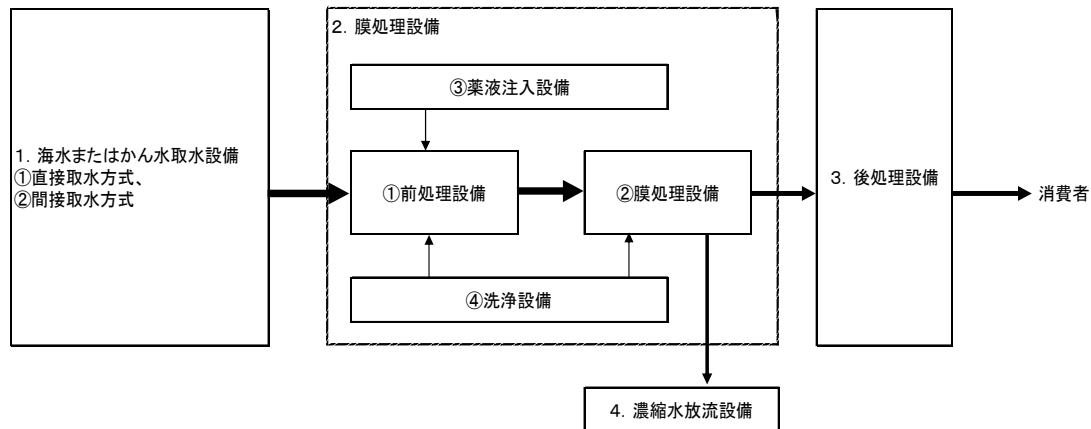 2．膜処理設備
③薬液注入設備
1．海水またはかん水取水設備
①直接取水方式、
②間接取水方式
①前処理設備
②膜処理設備
3．後処理設備
消費者
④洗浄設備
4．濃縮水放流設備